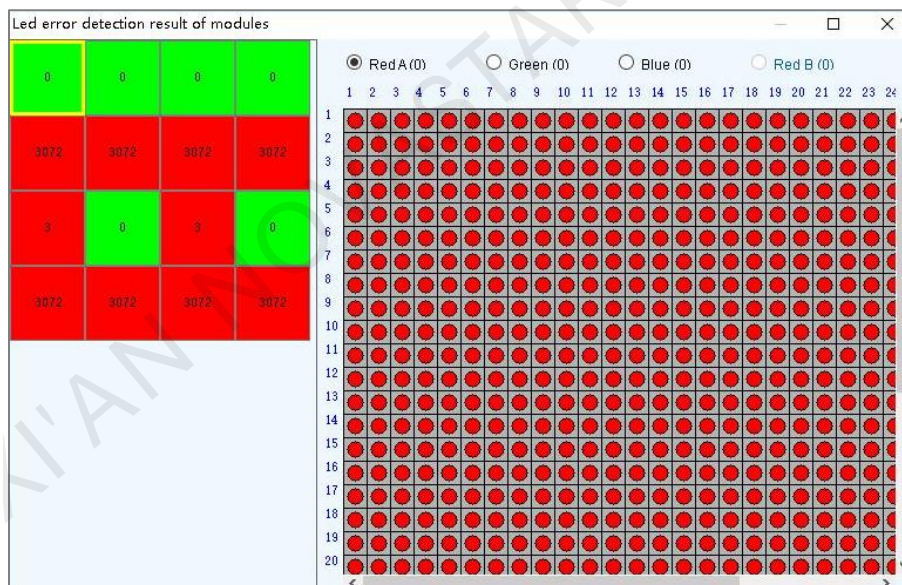 Led error detection result of modules
0 0 0 0
3072 3072 3072 3072
3 0 3 0
3072 3072 3072 3072
Red A (0) Green (0) Blue (0) Red B (0)
1 2 3 4 5 6 7 8 9 10 11 12 13 14 15 16 17 18 19 20 21 22 23 24
1
2
3
4
5
6
7
8
9
10
11
12
13
14
15
16
17
18
19
20
XI'AN NOVASTAR